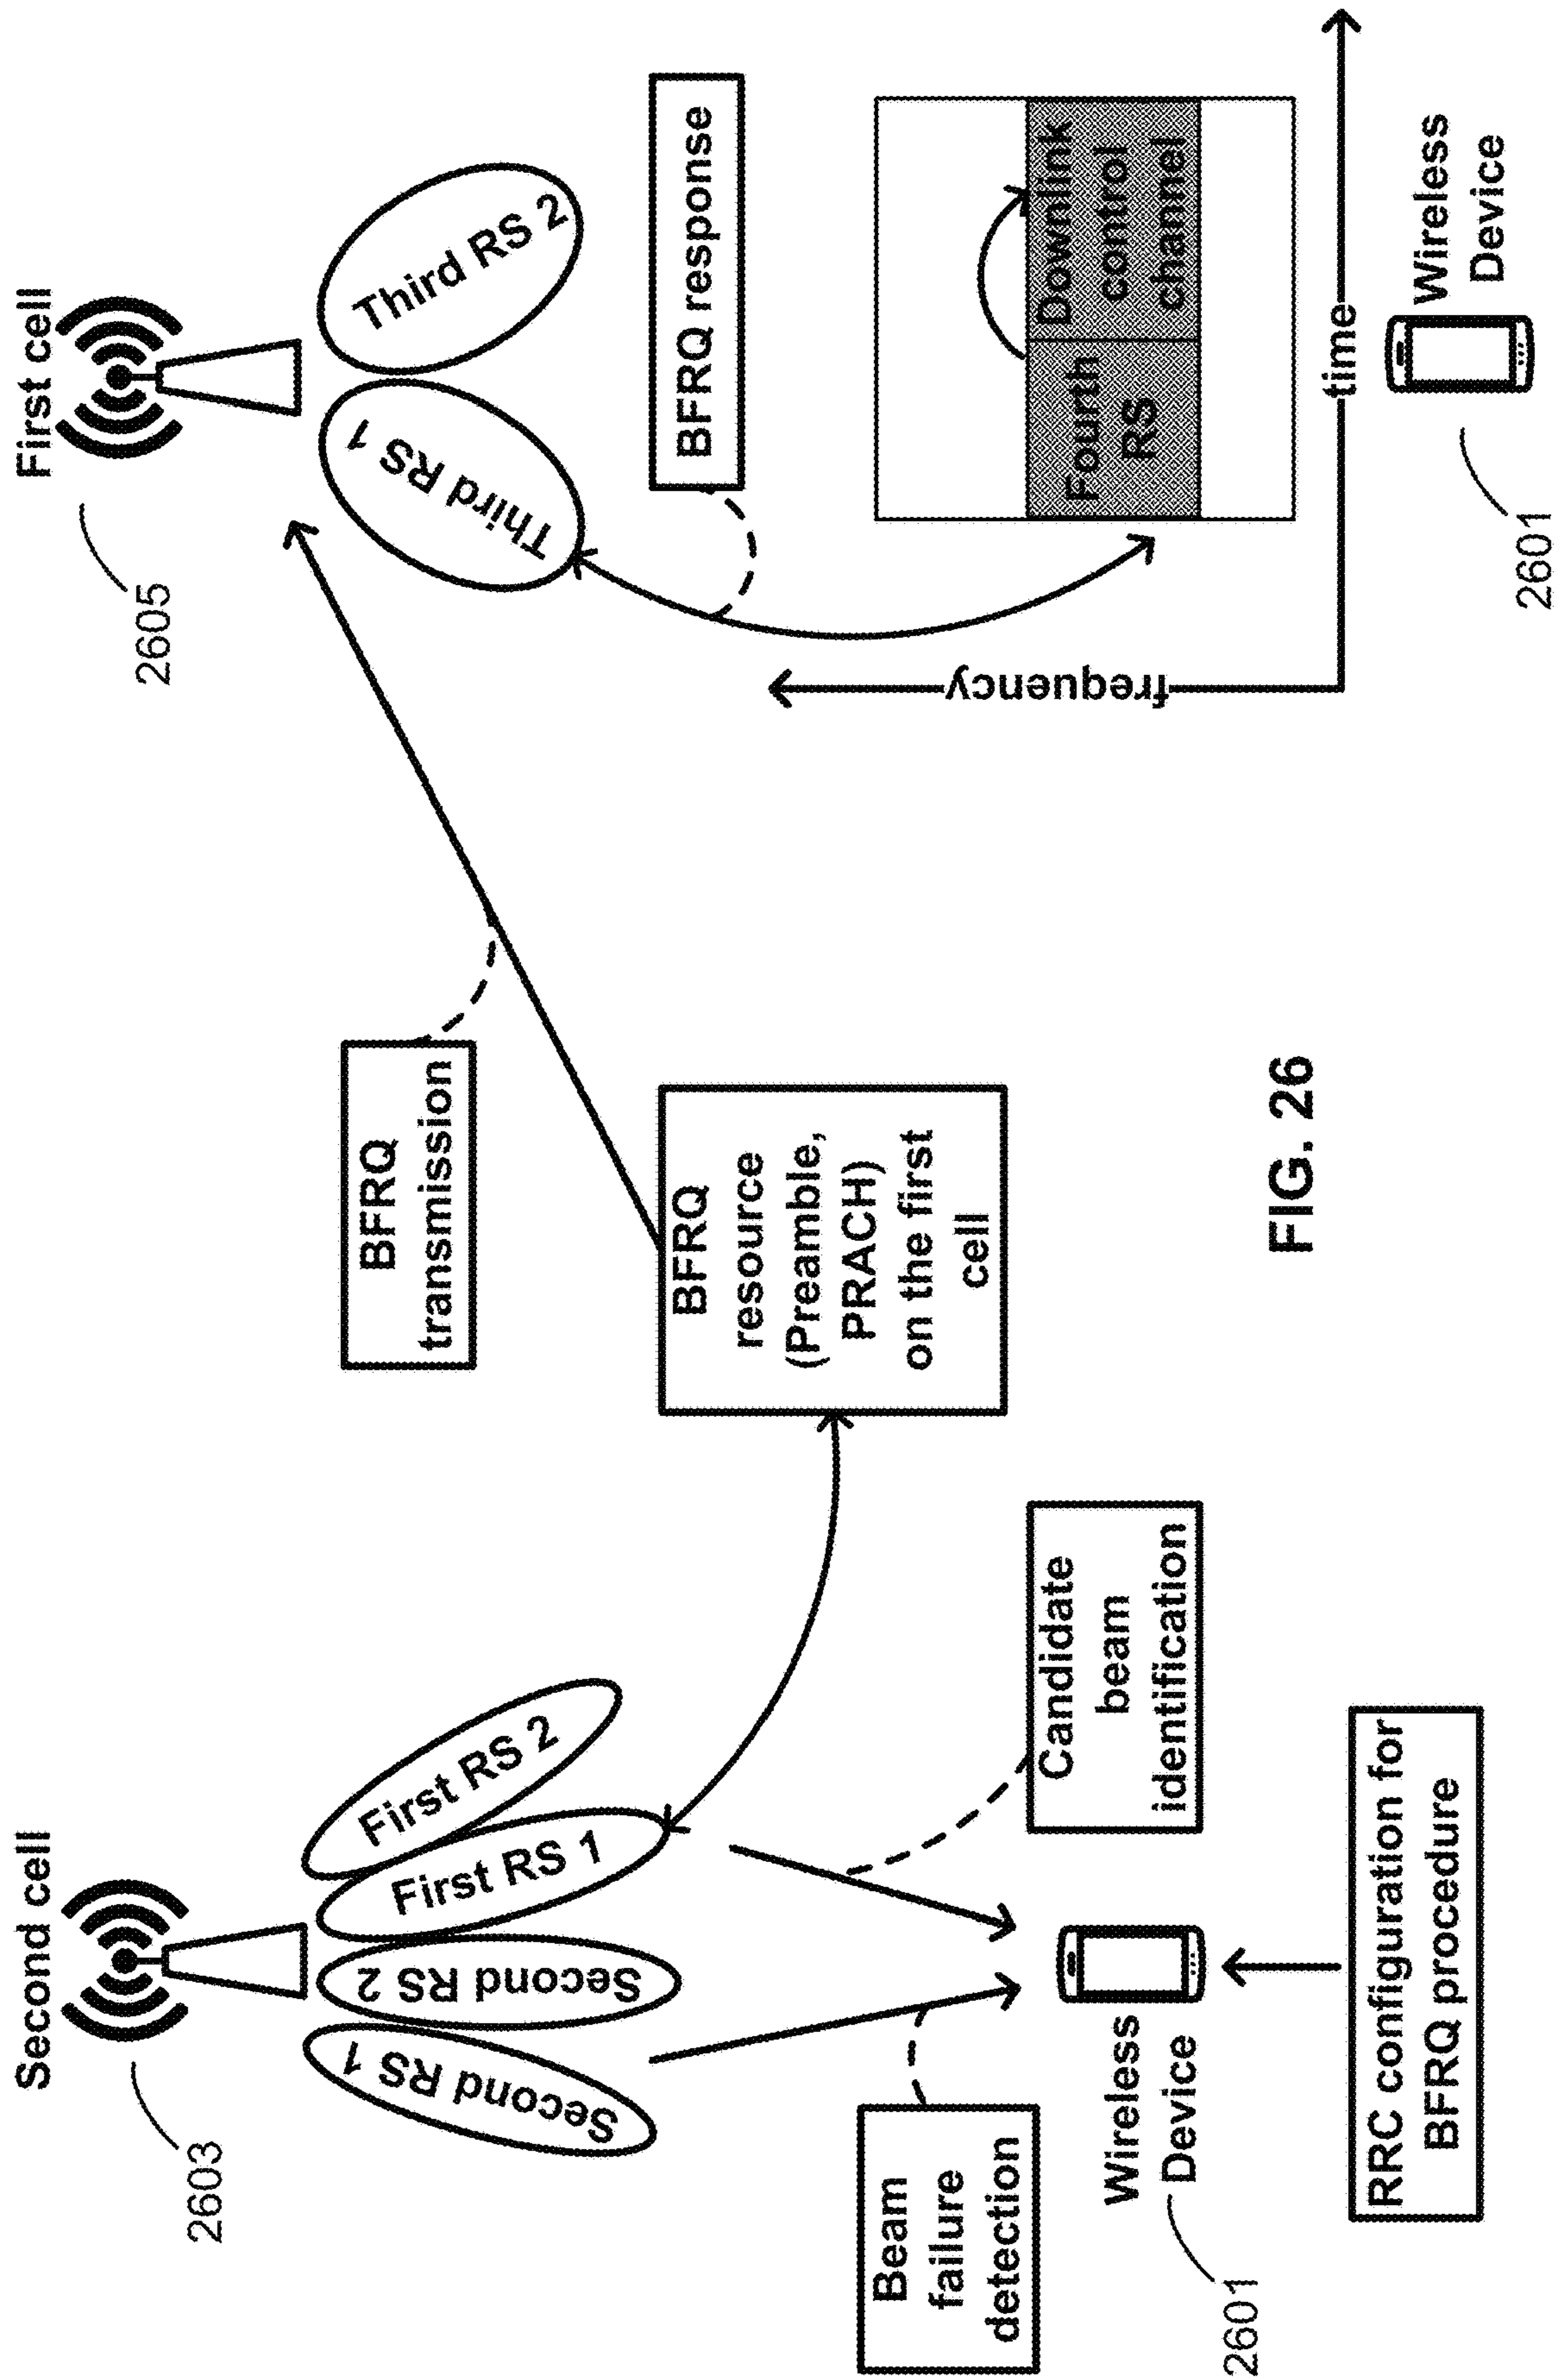 Second cell
2603
Second RS 1
Second RS 2
First RS 1
First RS 2
Beam
failure
detection
Wireless
Device
2601
Candidate
beam
identification
RRC configuration for
BFRQ procedure
BFRQ
transmission
BFRQ
resource
(Preamble,
PRACH)
on the first
cell
First cell
2605
Third RS 1
Third RS 2
BFRQ response
frequency
Fourth
RS
Downlink
control
channel
time
Wireless
Device
2601
FIG. 26